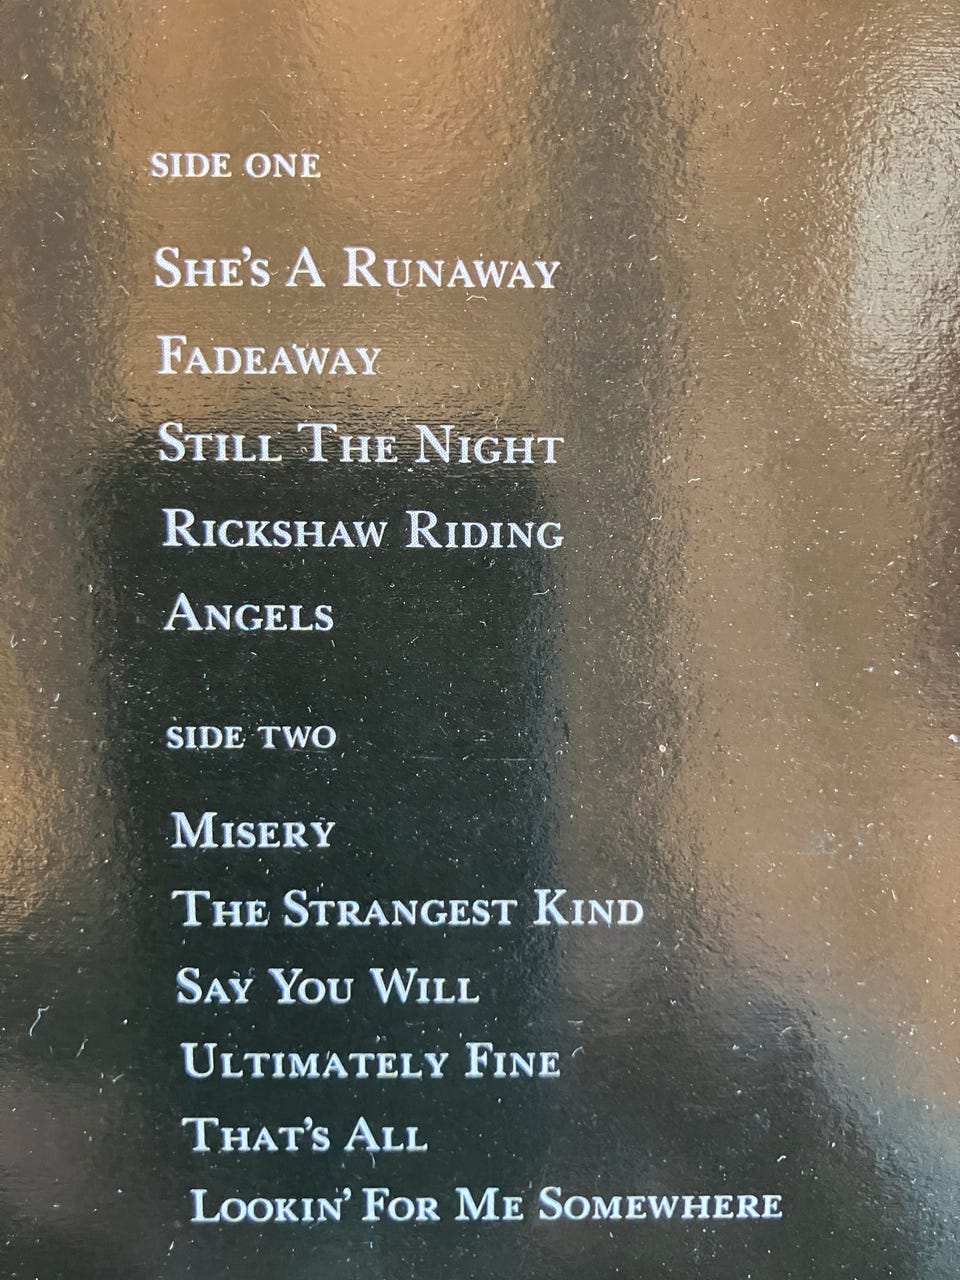 SIDE ONE
SHE'S A RUNAWAY
FADEAWAY
STILL THE NIGHT
RICKSHAW RIDING
ANGELS
SIDE TWO
MISERY
THE STRANGEST KIND
SAY YOU WILL
ULTIMATELY FINE
THAT'S ALL
LOOKIN' FOR ME SOMEWHERE